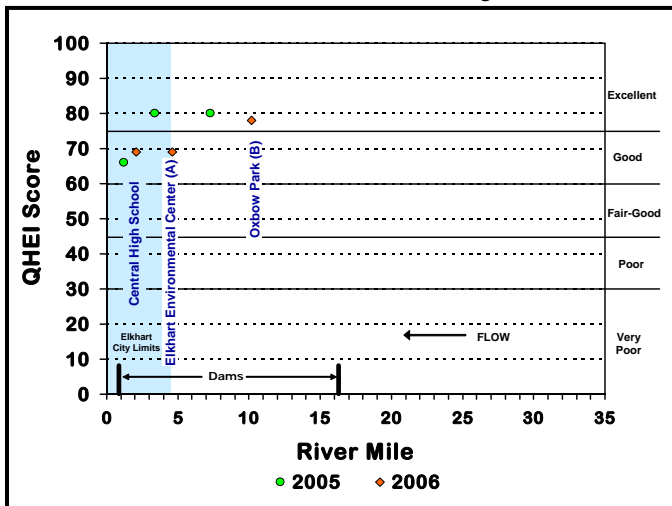 100
90
80
70
60
50
40
30
20
10
0
QHEI Score
Excellent
Good
Fair-Good
Poor
Very
Poor
Central High School
Elkhart Environmental Center (A)
Oxbow Park (B)
Elkhart
City Limits
FLOW
Dams
0 5 10 15 20 25 30 35
River Mile
2005 2006